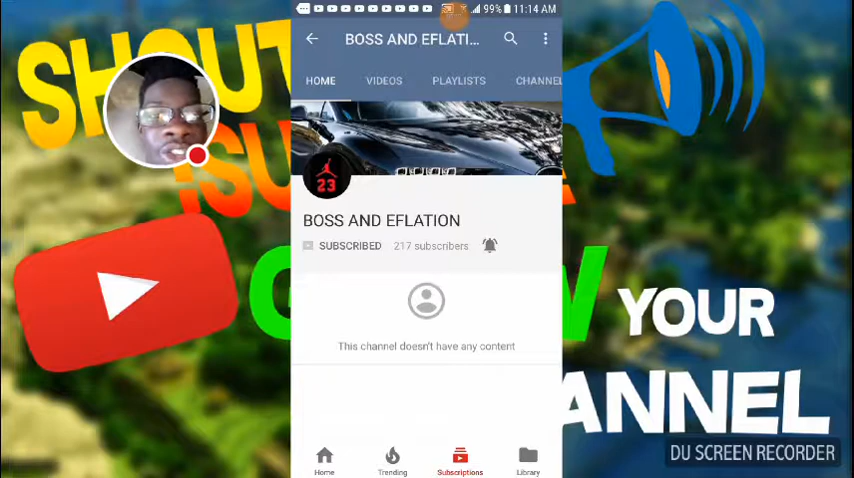 99% 11:14 AM
BOSS AND EFLATI...
HOME VIDEOS PLAYLISTS CHANNEL
23
BOSS AND EFLATION
SUBSCRIBED 217 subscribers
This channel doesn't have any content
Home Trending Subscriptions Library
SHOUT
YOUR
DU SCREEN RECORDER